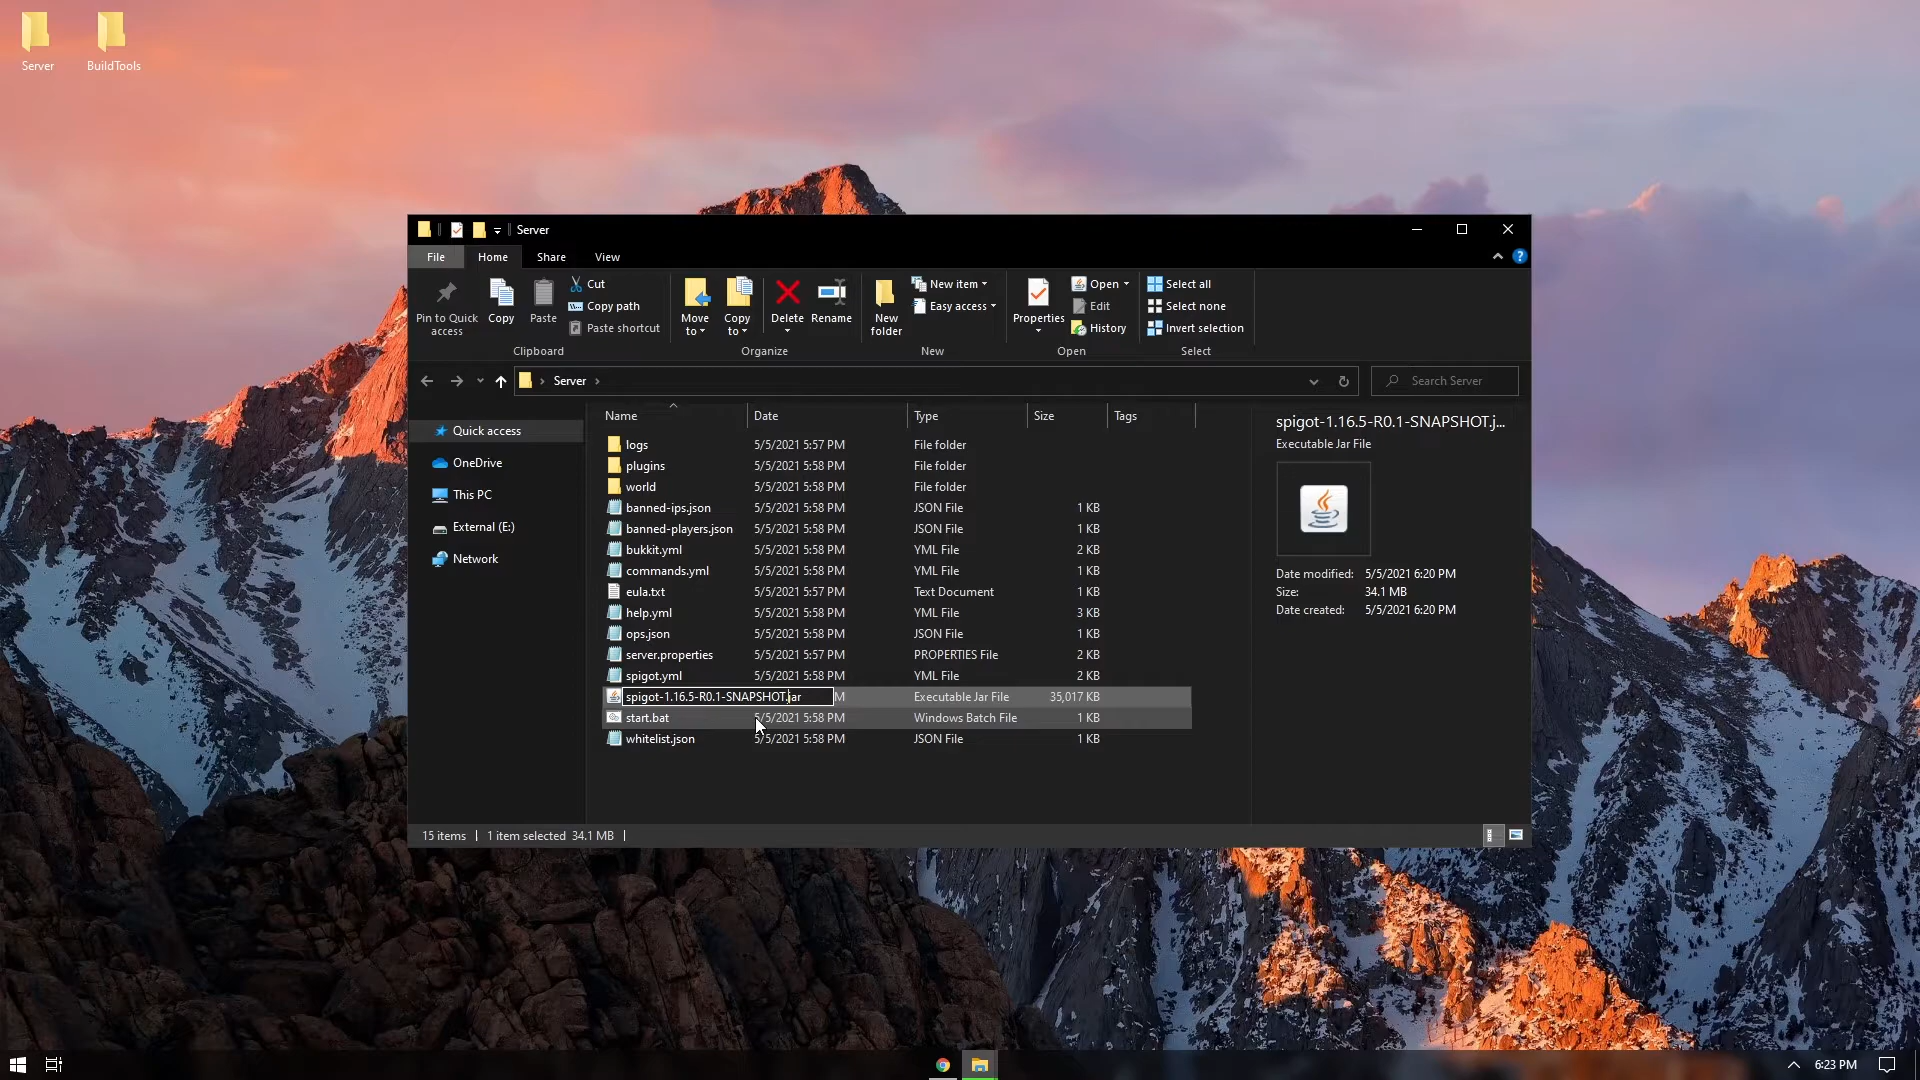 Server
BuildTools
Server
File
Home
Share
View
Pin to Quick
access
Copy
Paste
Cut
Copy path
Paste shortcut
Clipboard
Move
to
Copy
to
Delete
Rename
Organize
New
folder
New item
Easy access
New
Properties
Open
Edit
History
Open
Select all
Select none
Invert selection
Select
Server
Search Server
Quick access
OneDrive
This PC
External (E:)
Network
Name Date Type Size Tags
logs 5/5/2021 5:57 PM File folder
plugins 5/5/2021 5:58 PM File folder
world 5/5/2021 5:58 PM File folder
banned-ips.json 5/5/2021 5:58 PM JSON File 1 KB
banned-players.json 5/5/2021 5:58 PM JSON File 1 KB
bukkit.yml 5/5/2021 5:58 PM YML File 2 KB
commands.yml 5/5/2021 5:58 PM YML File 1 KB
eula.txt 5/5/2021 5:57 PM Text Document 1 KB
help.yml 5/5/2021 5:58 PM YML File 3 KB
ops.json 5/5/2021 5:58 PM JSON File 1 KB
server.properties 5/5/2021 5:57 PM PROPERTIES File 2 KB
spigot.yml 5/5/2021 5:58 PM YML File 2 KB
spigot-1.16.5-R0.1-SNAPSHOT.jar M Executable Jar File 35,017 KB
start.bat 5/5/2021 5:58 PM Windows Batch File 1 KB
whitelist.json 5/5/2021 5:58 PM JSON File 1 KB
spigot-1.16.5-R0.1-SNAPSHOT.j...
Executable Jar File
Date modified: 5/5/2021 6:20 PM
Size: 34.1 MB
Date created: 5/5/2021 6:20 PM
15 items 1 item selected 34.1 MB
6:23 PM